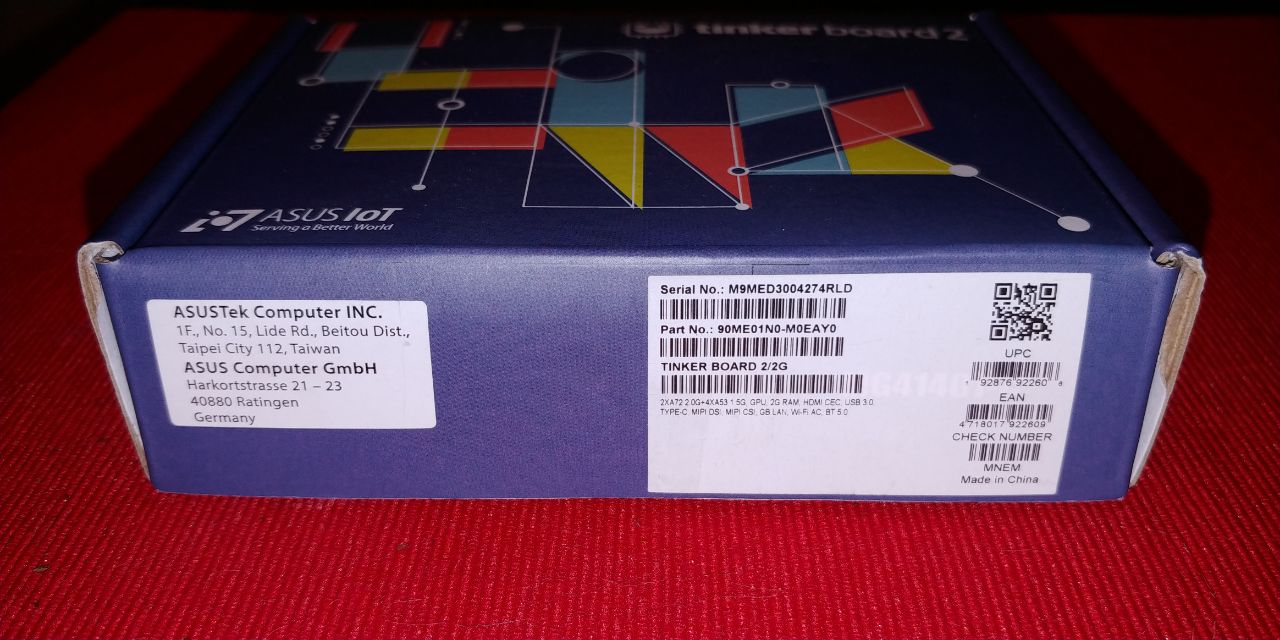 tinker board 2
ASUS IoT
Serving a Better World
ASUSTek Computer INC.
1F., No. 15, Lide Rd., Beitou Dist.,
Taipei City 112, Taiwan
ASUS Computer GmbH
Harkortstrasse 21 – 23
40880 Ratingen
Germany
Serial No.: M9MED3004274RLD
Part No.: 90ME01N0-M0EAY0
TINKER BOARD 2/2G
2XA72 2.0G+4XA53 1.5G, GPU, 2G RAM, HDMI CEC, USB 3.0,
TYPE-C, MIPI DSI, MIPI CSI, GB LAN, Wi-Fi AC, BT 5.0
UPC
1 92876 92260 8
EAN
4 718017 922609
CHECK NUMBER
MNEM
Made in China